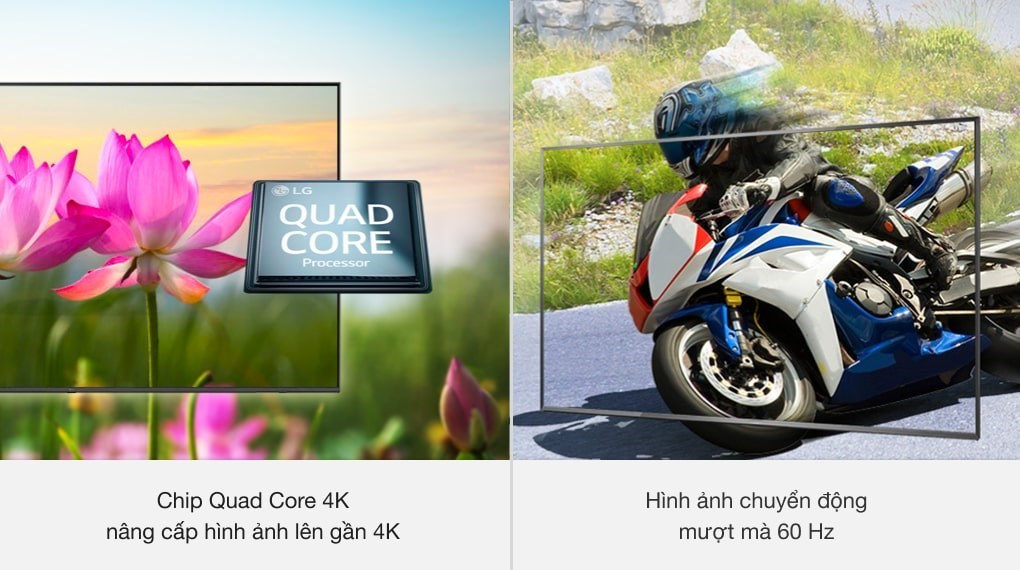 LG
QUAD
CORE
Processor
Chip Quad Core 4K
nâng cấp hình ảnh lên gần 4K
Hình ảnh chuyển động
mượt mà 60 Hz